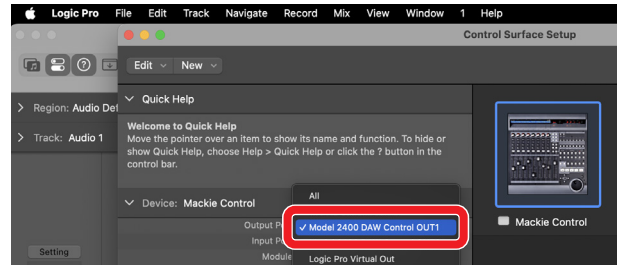 Logic Pro File Edit Track Navigate Record Mix View Window 1 Help
Control Surface Setup
Edit New
Region: Audio Def
Track: Audio 1
Quick Help
Welcome to Quick Help
Move the pointer over an item to show its name and function. To hide or
show Quick Help, choose Help > Quick Help or click the ? button in the
control bar.
Device: Mackie Control
All
Output P
✓ Model 2400 DAW Control OUT1
Input P
Module
Logic Pro Virtual Out
Setting
Mackie Control